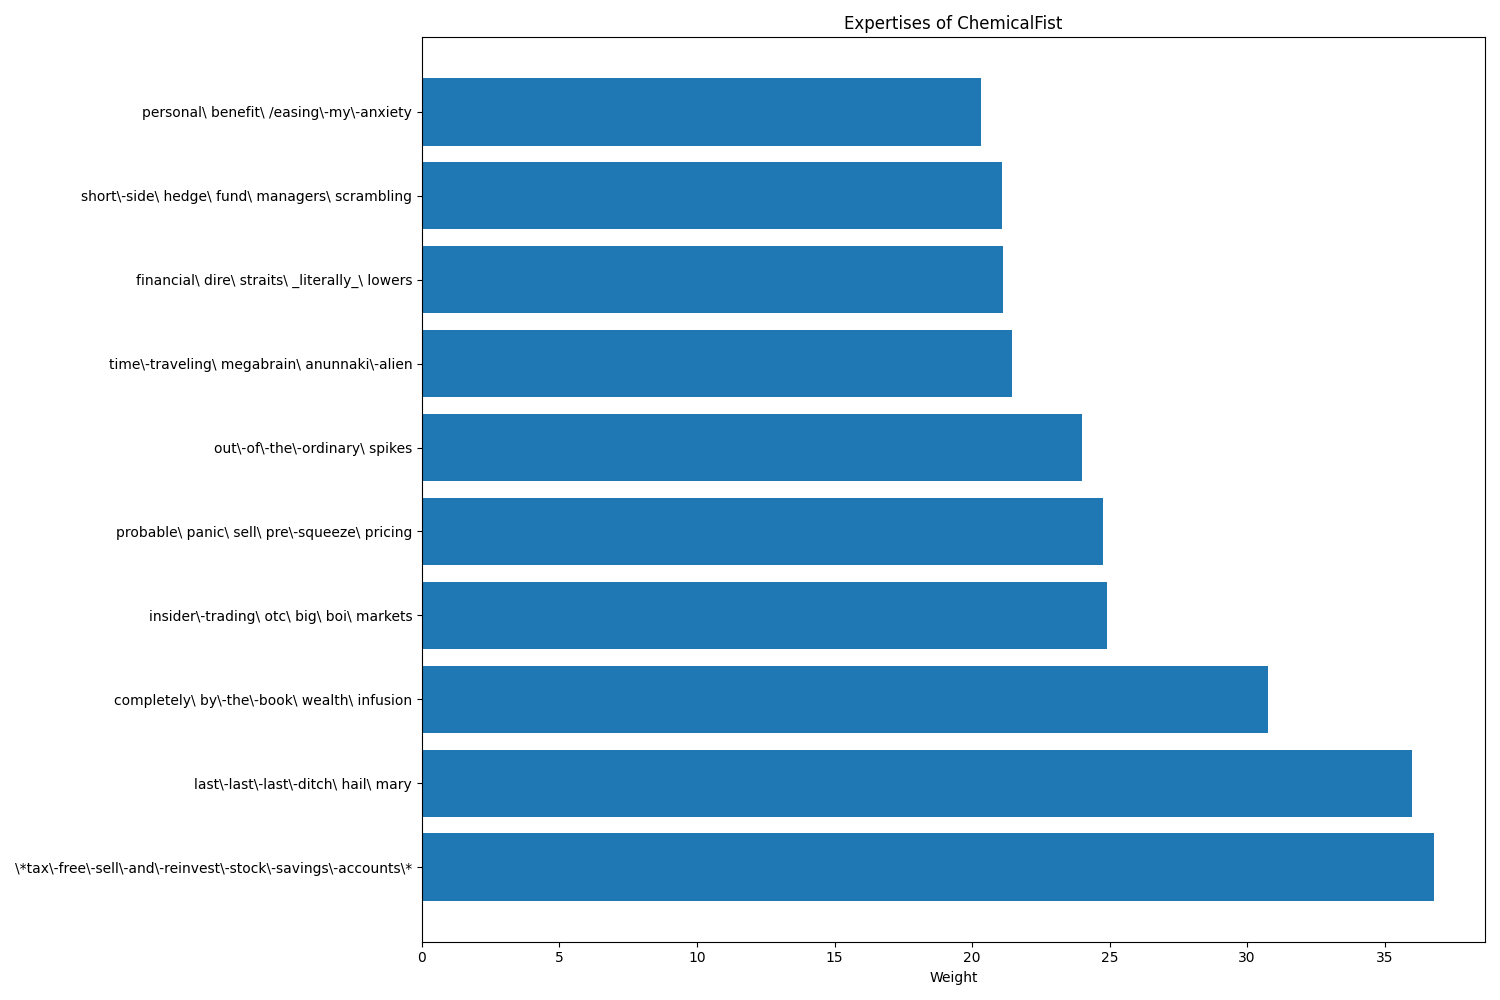 Expertises of ChemicalFist
personal\ benefit\ /easing\-my\-anxiety
short\-side\ hedge\ fund\ managers\ scrambling
financial\ dire\ straits\ _literally_\ lowers
time\-traveling\ megabrain\ anunnaki\-alien
out\-of\-the\-ordinary\ spikes
probable\ panic\ sell\ pre\-squeeze\ pricing
insider\-trading\ otc\ big\ boi\ markets
completely\ by\-the\-book\ wealth\ infusion
last\-last\-last\-ditch\ hail\ mary
\*tax\-free\-sell\-and\-reinvest\-stock\-savings\-accounts\*
0 5 10 15 20 25 30 35
Weight